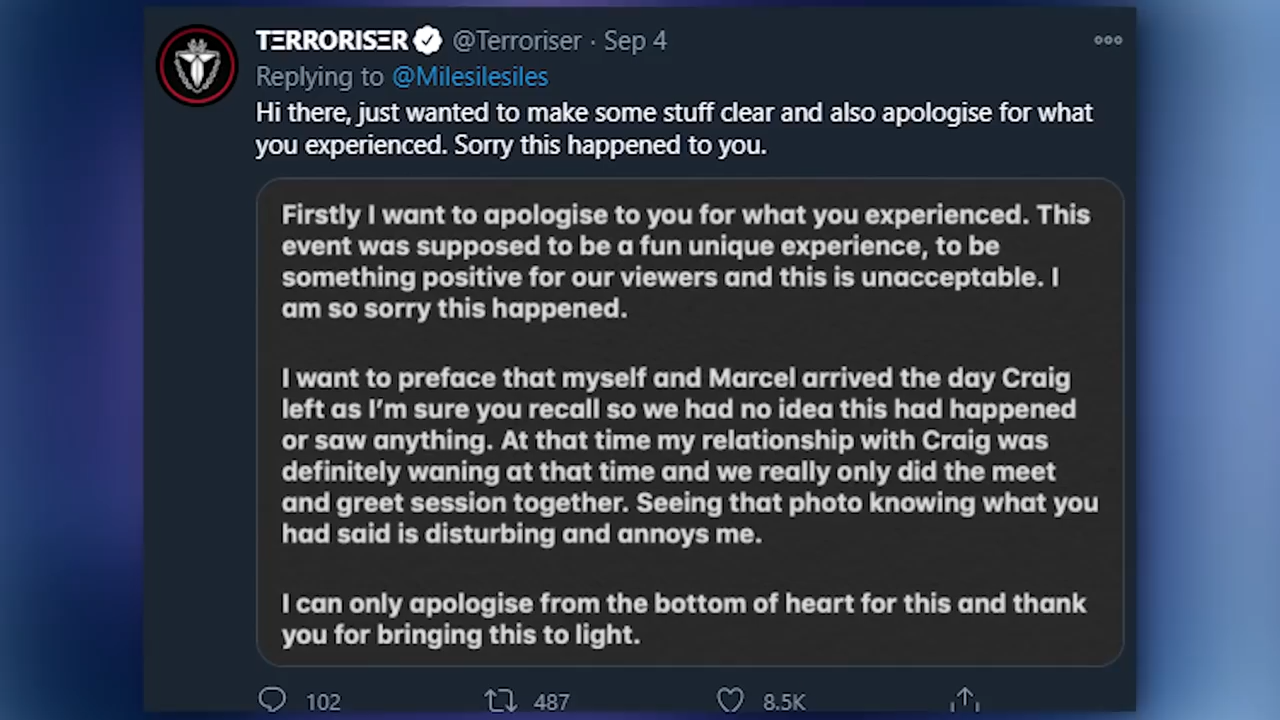 TΞRRORISΞR @Terroriser · Sep 4
Replying to @Milesilesiles
Hi there, just wanted to make some stuff clear and also apologise for what
you experienced. Sorry this happened to you.
Firstly I want to apologise to you for what you experienced. This
event was supposed to be a fun unique experience, to be
something positive for our viewers and this is unacceptable. I
am so sorry this happened.
I want to preface that myself and Marcel arrived the day Craig
left as I’m sure you recall so we had no idea this had happened
or saw anything. At that time my relationship with Craig was
definitely waning at that time and we really only did the meet
and greet session together. Seeing that photo knowing what you
had said is disturbing and annoys me.
I can only apologise from the bottom of heart for this and thank
you for bringing this to light.
102 487 8.5K